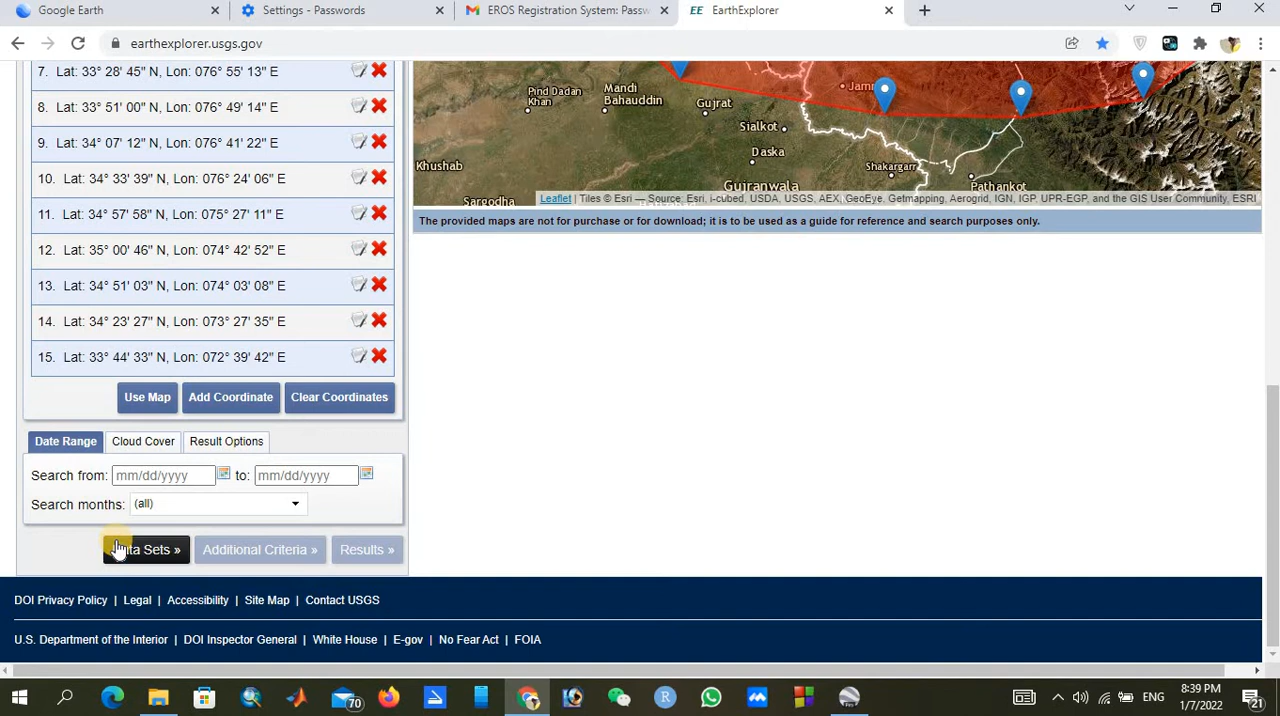 Google Earth
Settings - Passwords
EROS Registration System: Passw
EE EarthExplorer
earthexplorer.usgs.gov
7. Lat: 33° 28' 45" N, Lon: 076° 55' 13" E
8. Lat: 33° 51' 00" N, Lon: 076° 49' 14" E
9. Lat: 34° 07' 12" N, Lon: 076° 41' 22" E
10. Lat: 34° 33' 39" N, Lon: 076° 24' 06" E
11. Lat: 34° 57' 58" N, Lon: 075° 27' 11" E
12. Lat: 35° 00' 46" N, Lon: 074° 42' 52" E
13. Lat: 34° 51' 03" N, Lon: 074° 03' 08" E
14. Lat: 34° 23' 27" N, Lon: 073° 27' 35" E
15. Lat: 33° 44' 33" N, Lon: 072° 39' 42" E
Use Map
Add Coordinate
Clear Coordinates
Date Range
Cloud Cover
Result Options
Search from: mm/dd/yyyy to: mm/dd/yyyy
Search months: (all)
ta Sets »
Additional Criteria »
Results »
Pind Dadan
Khan
Mandi
Bahauddin
Gujrat
Jamm
Sialkot
Daska
Khushab
Gujranwala
Shakargarh
Pathankot
Sargodha
Leaflet | Tiles © Esri — Source: Esri, i-cubed, USDA, USGS, AEX, GeoEye, Getmapping, Aerogrid, IGN, IGP, UPR-EGP, and the GIS User Community, ESRI
The provided maps are not for purchase or for download; it is to be used as a guide for reference and search purposes only.
DOI Privacy Policy | Legal | Accessibility | Site Map | Contact USGS
U.S. Department of the Interior | DOI Inspector General | White House | E-gov | No Fear Act | FOIA
70
R
ENG
8:39 PM
1/7/2022
21